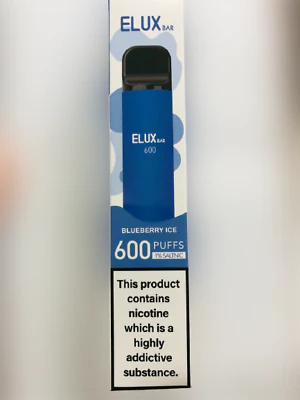 ELUX BAR
ELUX BAR
600
BLUEBERRY ICE
600 PUFFS
1% SALTNIC
This product
contains
nicotine
which is a
highly
addictive
substance.